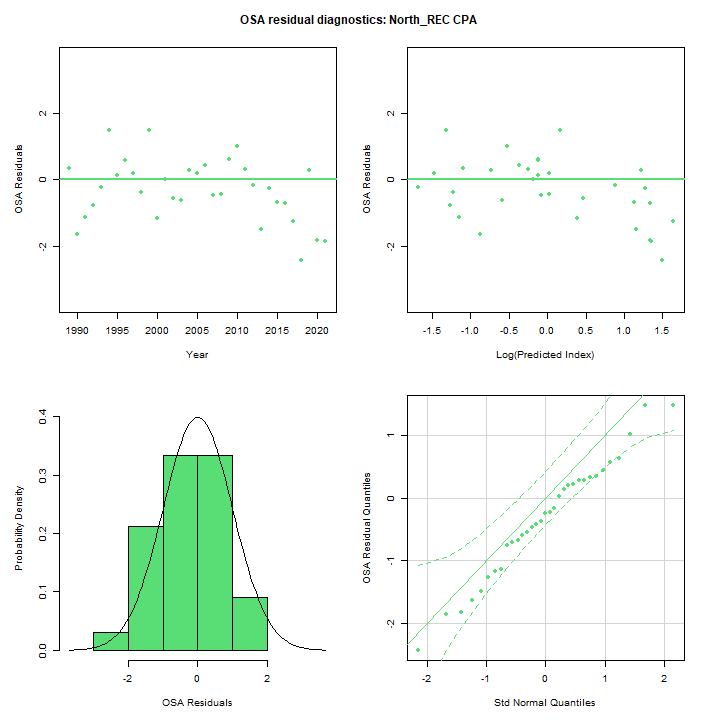 OSA residual diagnostics: North_REC CPA
OSA Residuals
2
0
-2
1990 1995 2000 2005 2010 2015 2020
Year
OSA Residuals
2
0
-2
-1.5 -1.0 -0.5 0.0 0.5 1.0 1.5
Log(Predicted Index)
Probability Density
0.4
0.3
0.2
0.1
0.0
-2 0 2
OSA Residuals
OSA Residual Quantiles
1
0
-1
-2
-2 -1 0 1 2
Std Normal Quantiles